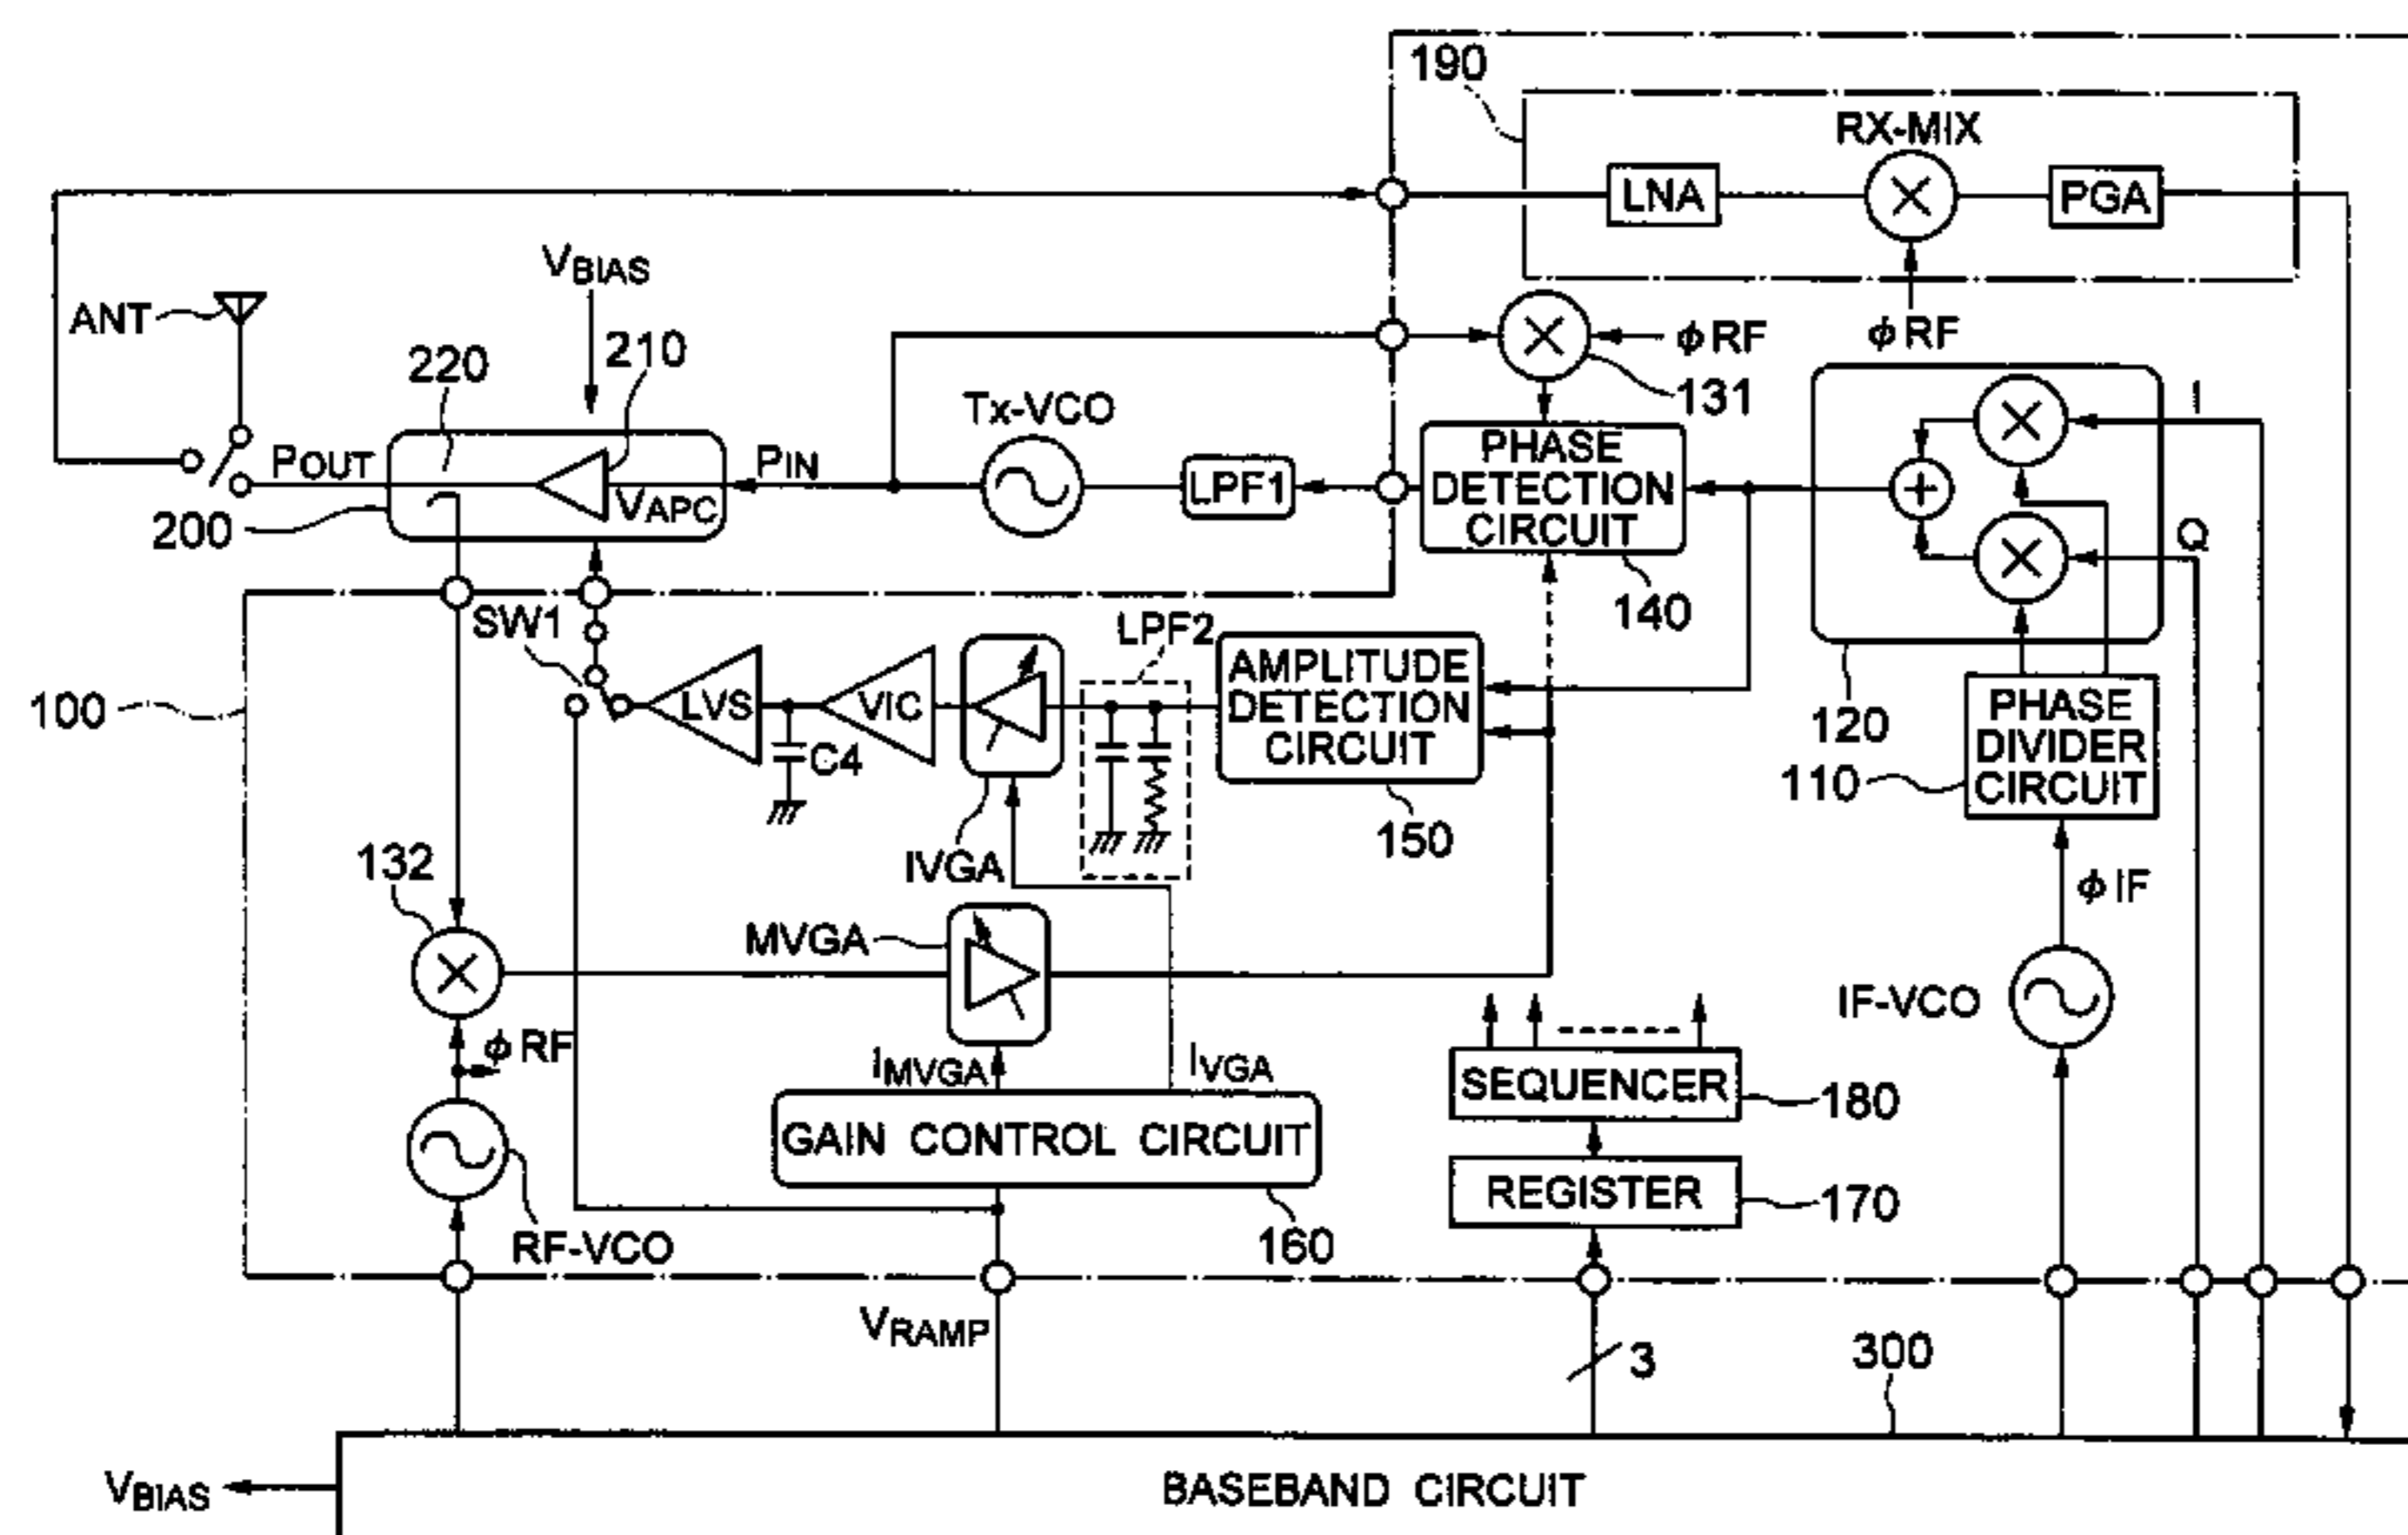 190
RX-MIX
LNA
PGA
VBIAS
ANT
φRF
φRF
220
210
Tx-VCO
131
I
POUT
PIN
LPF1
PHASE
DETECTION
CIRCUIT
VAPC
200
Q
SW1
LPF2
140
100
LVS
VIC
AMPLITUDE
DETECTION
CIRCUIT
120
PHASE
DIVIDER
CIRCUIT
C4
110
150
132
IVGA
φIF
MVGA
IF-VCO
φRF
IMVGA
IVGA
SEQUENCER
180
GAIN CONTROL CIRCUIT
REGISTER
170
RF-VCO
160
VRAMP
3
300
VBIAS
BASEBAND CIRCUIT